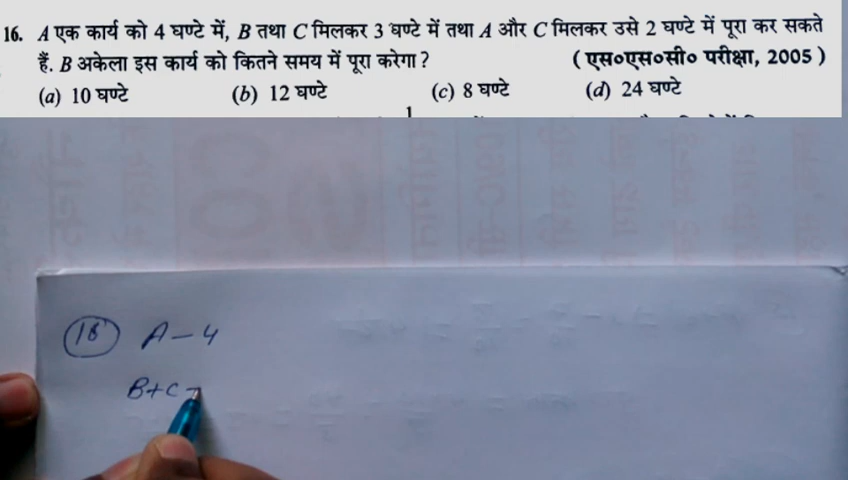 16. A एक कार्य को 4 घण्टे में, B तथा C मिलकर 3 घण्टे में तथा A और C मिलकर उसे 2 घण्टे में पूरा कर सकते
हैं. B अकेला इस कार्य को कितने समय में पूरा करेगा ? ( एस०एस०सी० परीक्षा, 2005 )
(a) 10 घण्टे (b) 12 घण्टे (c) 8 घण्टे (d) 24 घण्टे
16 A - 4
B+C -